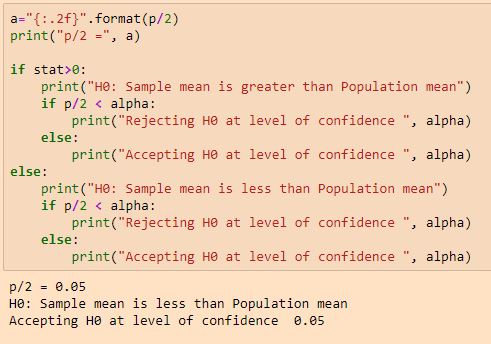 a="{:.2f}".format(p/2)
print("p/2 =", a)

if stat>0:
    print("H0: Sample mean is greater than Population mean")
    if p/2 < alpha:
        print("Rejecting H0 at level of confidence ", alpha)
    else:
        print("Accepting H0 at level of confidence ", alpha)
else:
    print("H0: Sample mean is less than Population mean")
    if p/2 < alpha:
        print("Rejecting H0 at level of confidence ", alpha)
    else:
        print("Accepting H0 at level of confidence ", alpha)
p/2 = 0.05
H0: Sample mean is less than Population mean
Accepting H0 at level of confidence  0.05